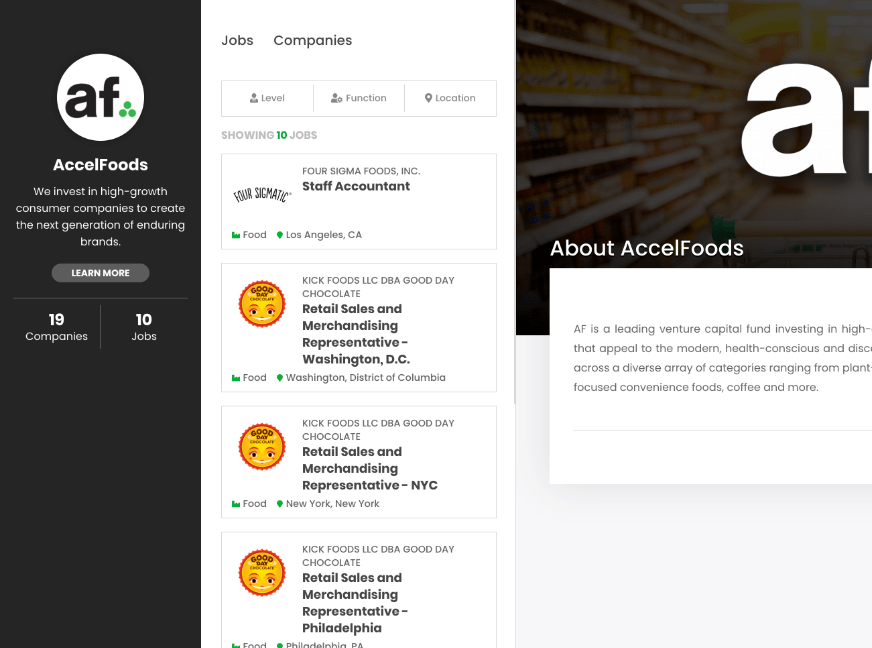 af.
AccelFoods
We invest in high-growth
consumer companies to create
the next generation of enduring
brands.
LEARN MORE
19
Companies
10
Jobs
Jobs
Companies
Level
Function
Location
SHOWING 10 JOBS
FOUR SIGMATIC®
FOUR SIGMA FOODS, INC.
Staff Accountant
Food
Los Angeles, CA
GOOD
DAY
CHOCOLATE
KICK FOODS LLC DBA GOOD DAY
CHOCOLATE
Retail Sales and
Merchandising
Representative -
Washington, D.C.
Food
Washington, District of Columbia
GOOD
DAY
CHOCOLATE
KICK FOODS LLC DBA GOOD DAY
CHOCOLATE
Retail Sales and
Merchandising
Representative - NYC
Food
New York, New York
GOOD
DAY
CHOCOLATE
KICK FOODS LLC DBA GOOD DAY
CHOCOLATE
Retail Sales and
Merchandising
Representative -
Philadelphia
Food
Philadelphia, PA
af
About AccelFoods
AF is a leading venture capital fund investing in high-
that appeal to the modern, health-conscious and disc
across a diverse array of categories ranging from plant-
focused convenience foods, coffee and more.